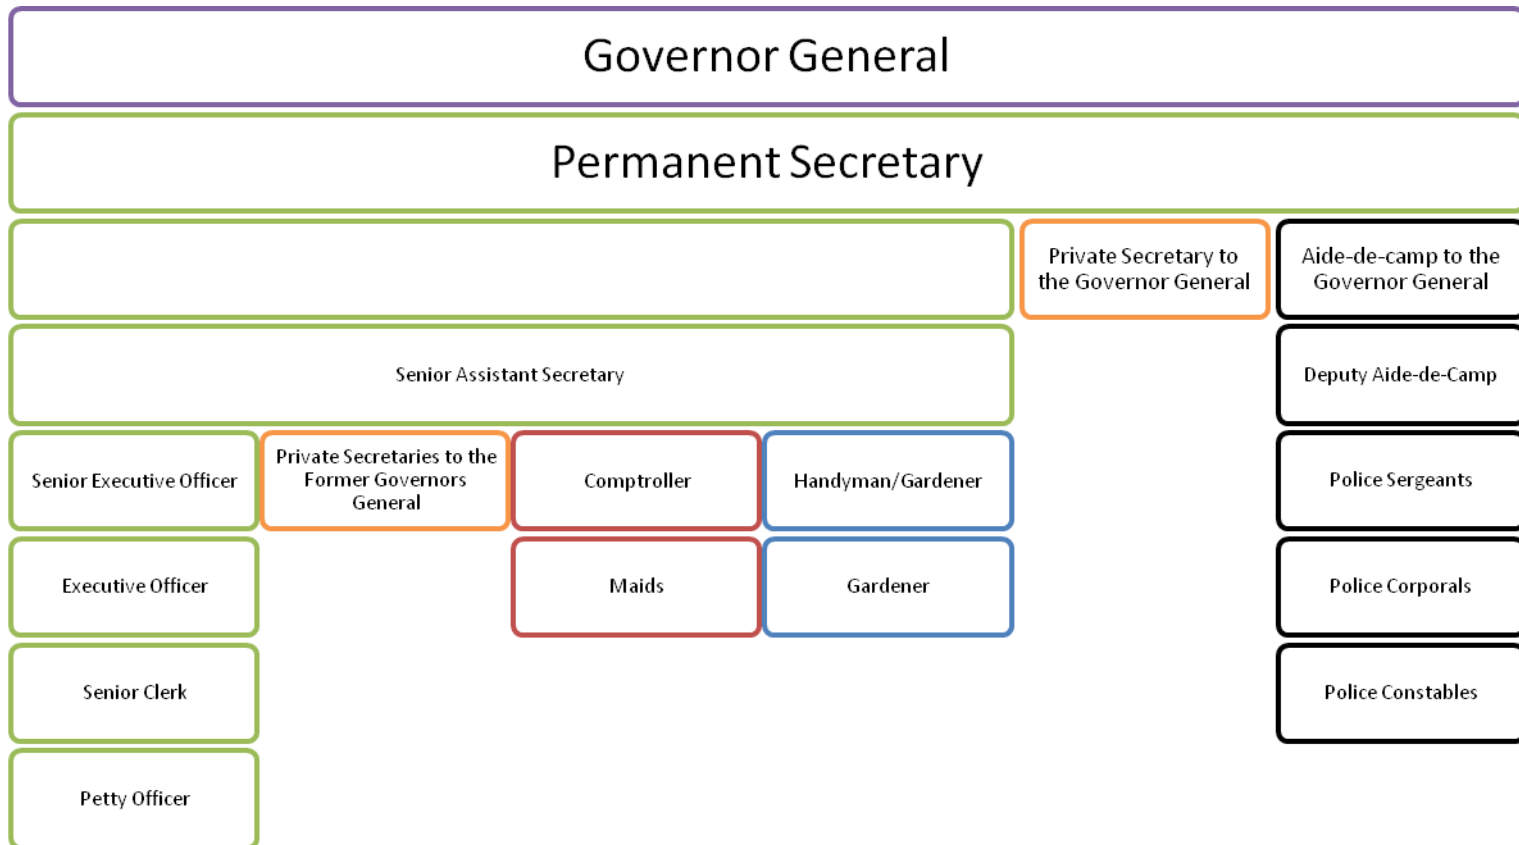 Governor General
Permanent Secretary
Private Secretary to
the Governor General
Aide-de-camp to the
Governor General
Senior Assistant Secretary
Deputy Aide-de-Camp
Senior Executive Officer
Private Secretaries to the
Former Governors
General
Comptroller
Handyman/Gardener
Police Sergeants
Executive Officer
Maids
Gardener
Police Corporals
Senior Clerk
Police Constables
Petty Officer